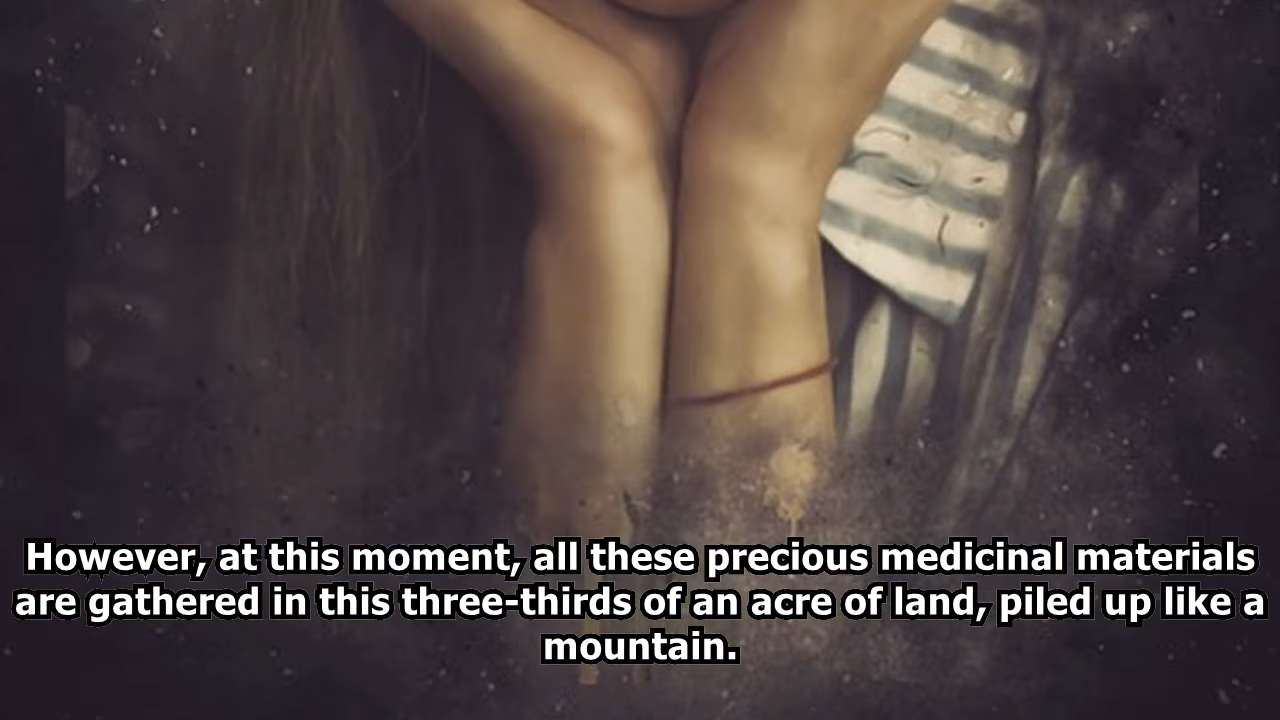 However, at this moment, all these precious medicinal materials
are gathered in this three-thirds of an acre of land, piled up like a
mountain.